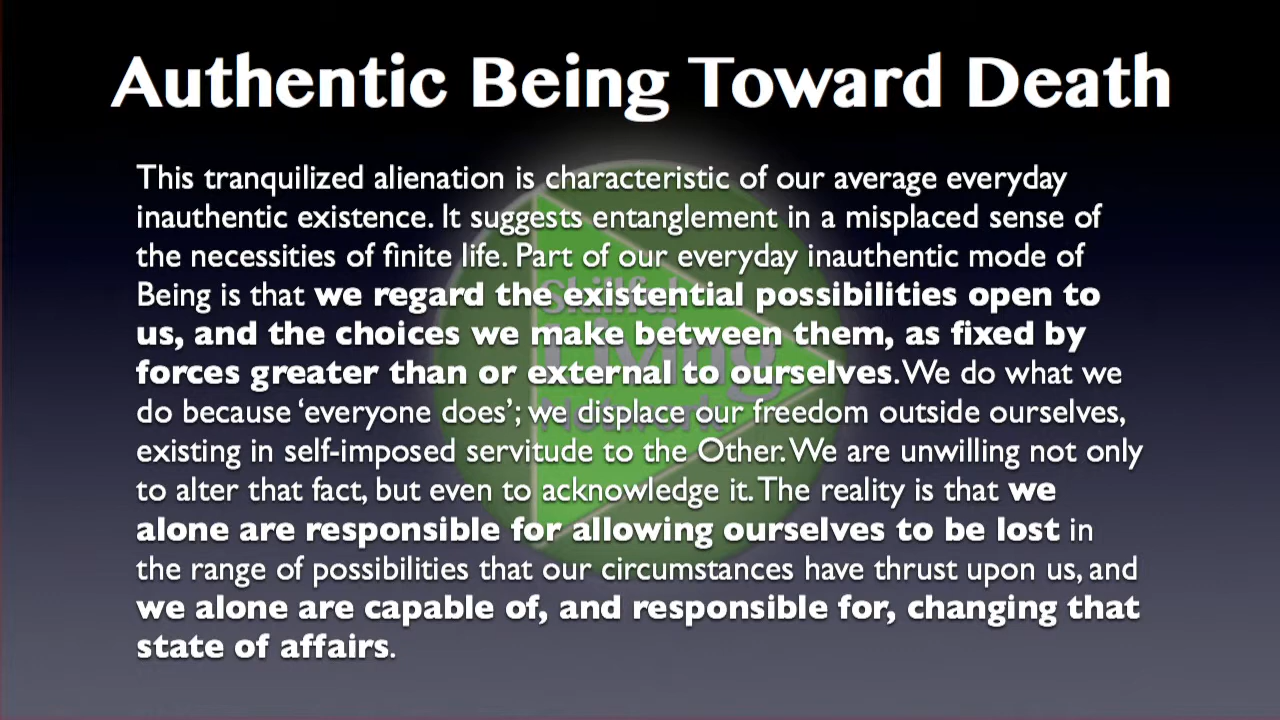 Authentic Being Toward Death
This tranquilized alienation is characteristic of our average everyday
inauthentic existence. It suggests entanglement in a misplaced sense of
the necessities of finite life. Part of our everyday inauthentic mode of
Being is that we regard the existential possibilities open to
us, and the choices we make between them, as fixed by
forces greater than or external to ourselves. We do what we
do because ‘everyone does’; we displace our freedom outside ourselves,
existing in self-imposed servitude to the Other. We are unwilling not only
to alter that fact, but even to acknowledge it. The reality is that we
alone are responsible for allowing ourselves to be lost in
the range of possibilities that our circumstances have thrust upon us, and
we alone are capable of, and responsible for, changing that
state of affairs.
Skillful
Living
Network